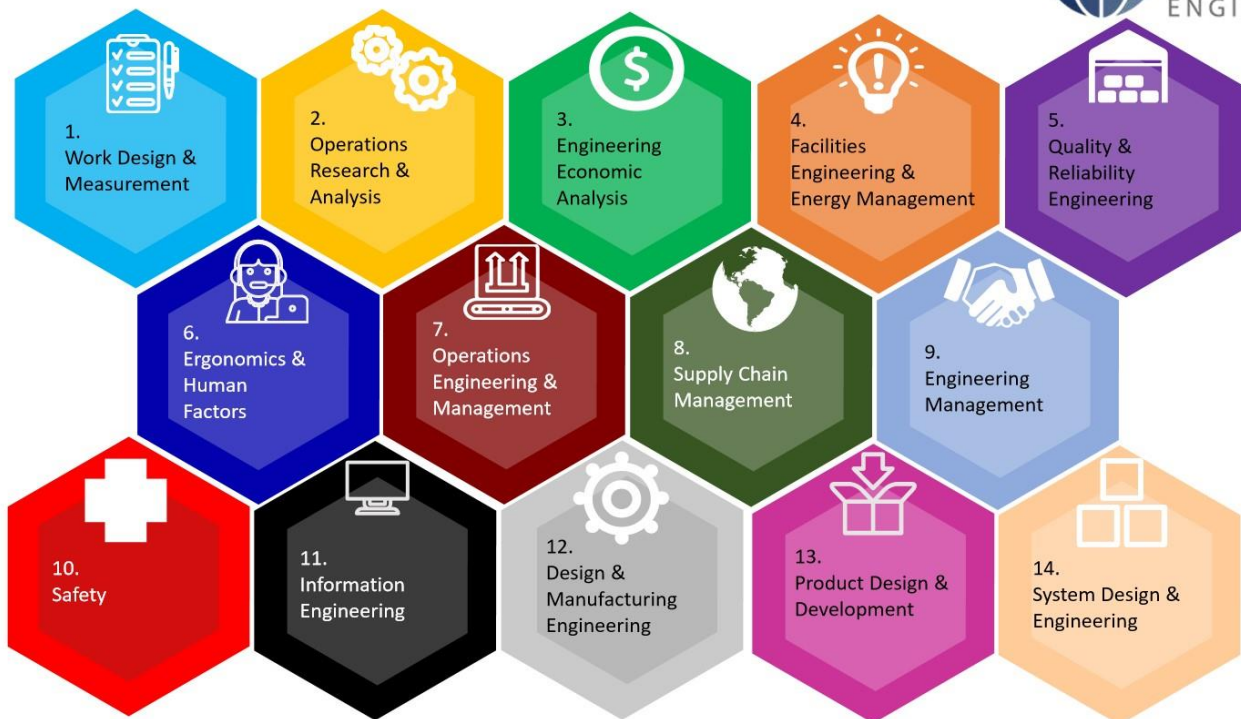 ENGI
1.
Work Design &
Measurement
2.
Operations
Research &
Analysis
3.
Engineering
Economic
Analysis
4.
Facilities
Engineering &
Energy Management
5.
Quality &
Reliability
Engineering
6.
Ergonomics &
Human
Factors
7.
Operations
Engineering &
Management
8.
Supply Chain
Management
9.
Engineering
Management
10.
Safety
11.
Information
Engineering
12.
Design &
Manufacturing
Engineering
13.
Product Design &
Development
14.
System Design &
Engineering